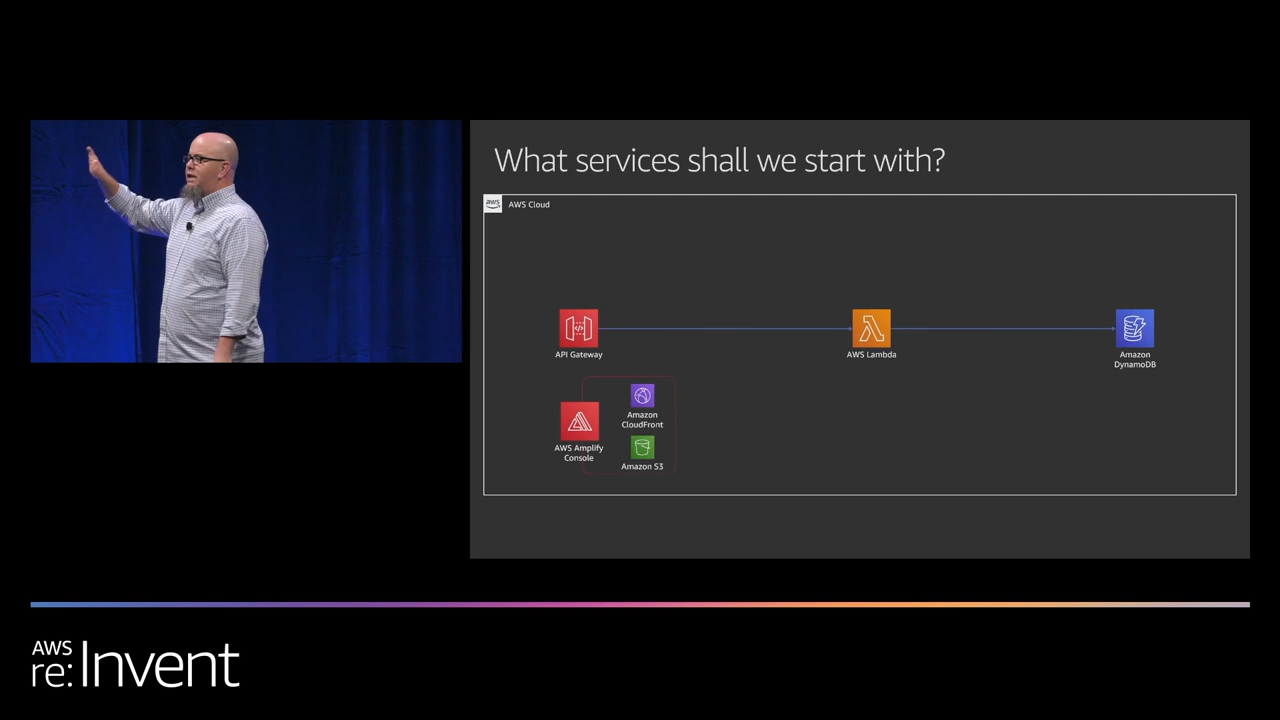 What services shall we start with?
aws
AWS Cloud
API Gateway
AWS Lambda
Amazon
DynamoDB
AWS Amplify
Console
Amazon
CloudFront
Amazon S3
AWS
re:Invent